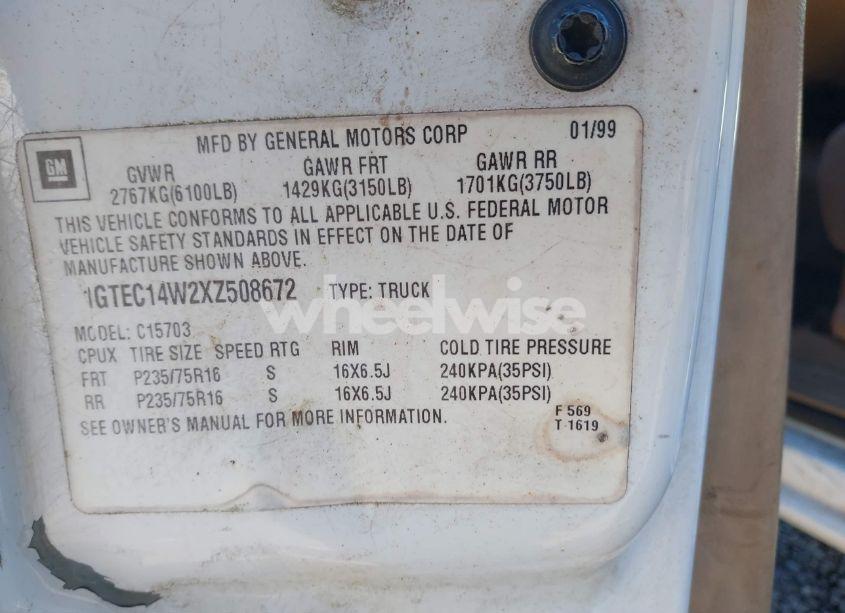 MFD BY GENERAL MOTORS CORP 01/99
GM
GVWR GAWR FRT GAWR RR
2767KG(6100LB) 1429KG(3150LB) 1701KG(3750LB)
THIS VEHICLE CONFORMS TO ALL APPLICABLE U.S. FEDERAL MOTOR
VEHICLE SAFETY STANDARDS IN EFFECT ON THE DATE OF
MANUFACTURE SHOWN ABOVE.
1GTEC14W2XZ508672 TYPE: TRUCK
wheelwise
MODEL: C15703
CPUX TIRE SIZE SPEED RTG RIM COLD TIRE PRESSURE
FRT P235/75R16 S 16X6.5J 240KPA(35PSI)
RR P235/75R16 S 16X6.5J 240KPA(35PSI)
SEE OWNER'S MANUAL FOR MORE INFORMATION.
F 569
T 1619